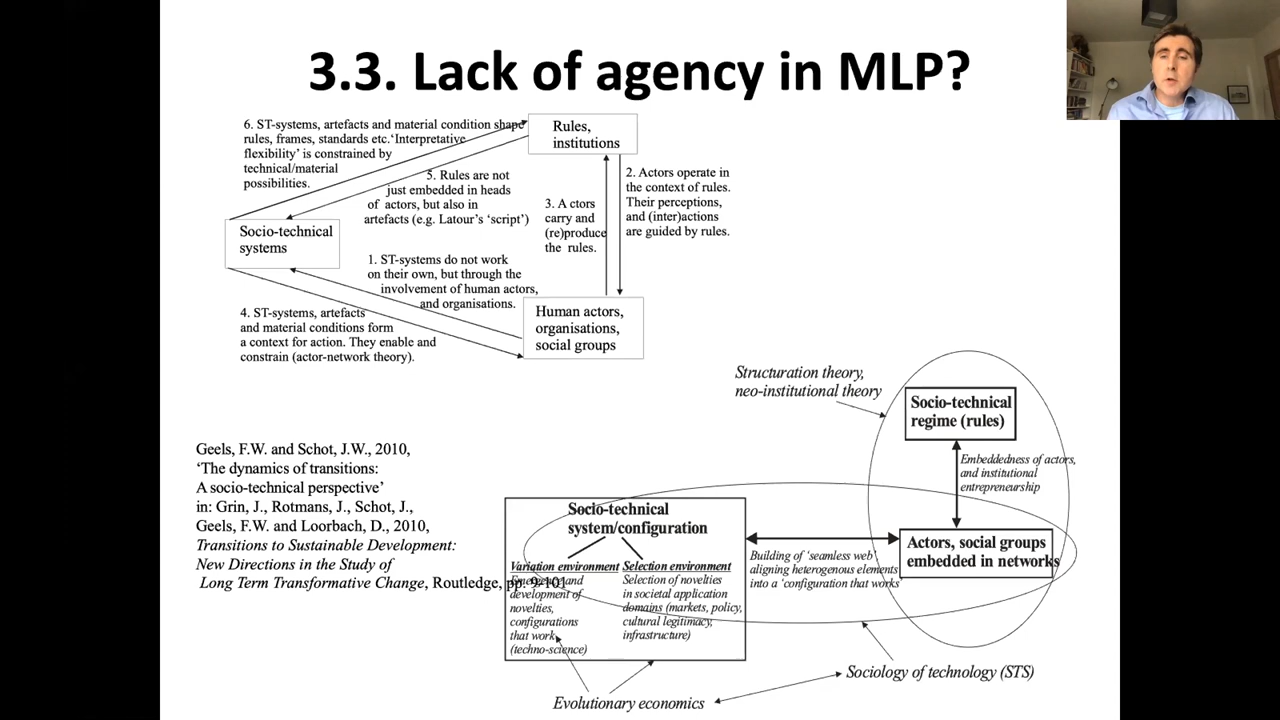 3.3. Lack of agency in MLP?
6. ST-systems, artefacts and material condition shape
rules, frames, standards etc.‘Interpretative
flexibility’ is constrained by
technical/material
possibilities.
Rules,
institutions
5. Rules are not
just embedded in heads
of actors, but also in
artefacts (e.g. Latour’s ‘script’)
2. Actors operate in
the context of rules.
Their perceptions,
and (inter)actions
are guided by rules.
3. A ctors
carry and
(re)produce
the rules.
Socio-technical
systems
1. ST-systems do not work
on their own, but through the
involvement of human actors,
and organisations.
4. ST-systems, artefacts
and material conditions form
a context for action. They enable and
constrain (actor-network theory).
Human actors,
organisations,
social groups
Structuration theory,
neo-institutional theory
Socio-technical
regime (rules)
Embeddedness of actors,
and institutional
entrepreneurship
Geels, F.W. and Schot, J.W., 2010,
‘The dynamics of transitions:
A socio-technical perspective’
in: Grin, J., Rotmans, J., Schot, J.,
Geels, F.W. and Loorbach, D., 2010,
Transitions to Sustainable Development:
New Directions in the Study of
Long Term Transformative Change, Routledge, pp. 9-101
Socio-technical
system/configuration
Variation environment
Emergence and
development of
novelties,
configurations
that work
(techno-science)
Selection environment
Selection of novelties
in societal application
domains (markets, policy,
cultural legitimacy,
infrastructure)
Building of ‘seamless web’,
aligning heterogenous elements
into a ‘configuration that works’
Actors, social groups
embedded in networks
Sociology of technology (STS)
Evolutionary economics